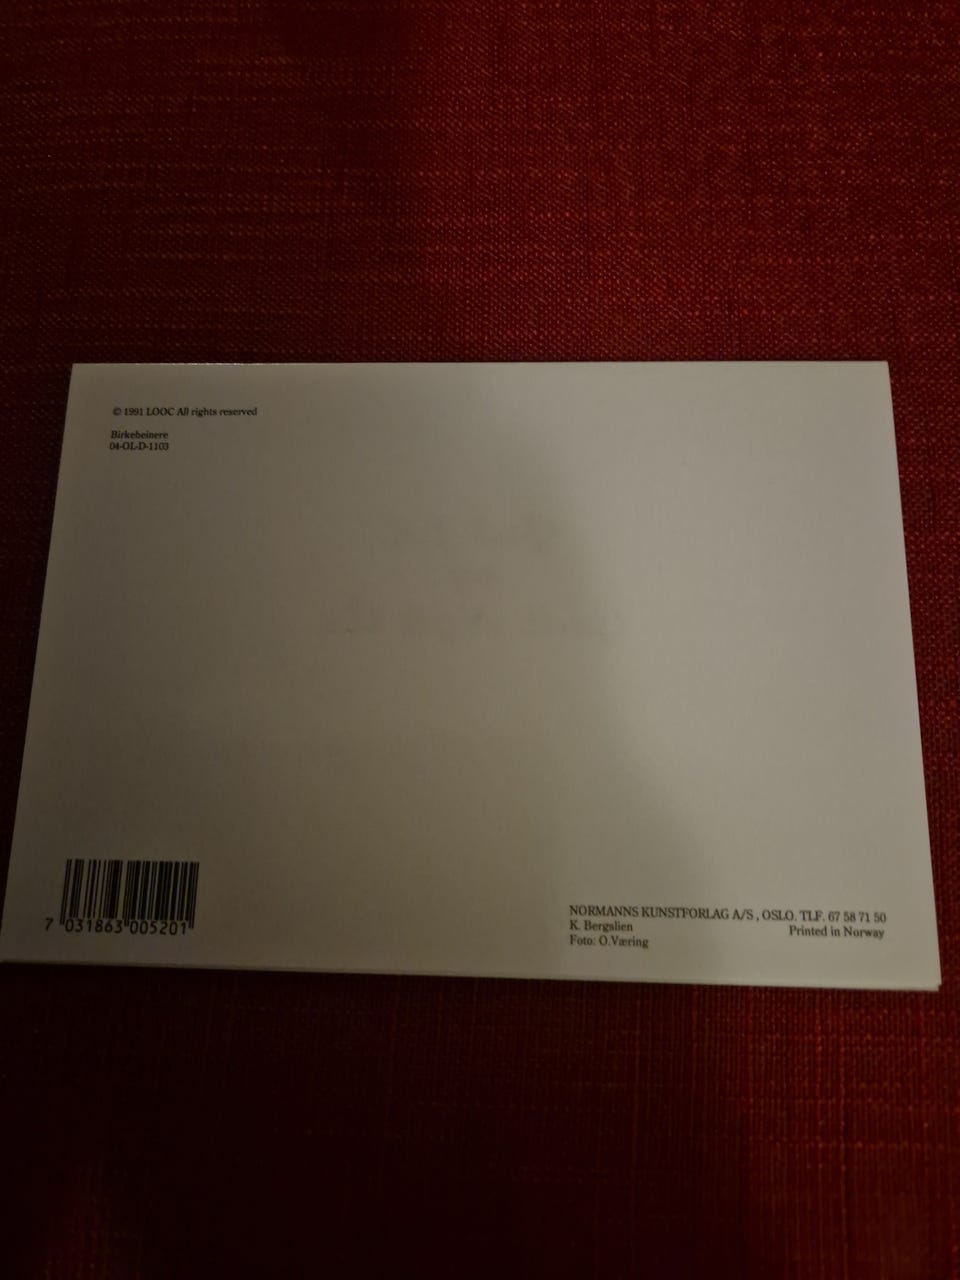 © 1991 LOOC All rights reserved
Birkebeinere
04-OL-D-1103
7 031863 005201
NORMANNS KUNSTFORLAG A/S , OSLO. TLF. 67 58 71 50
K. Bergslien Printed in Norway
Foto: O.Væring